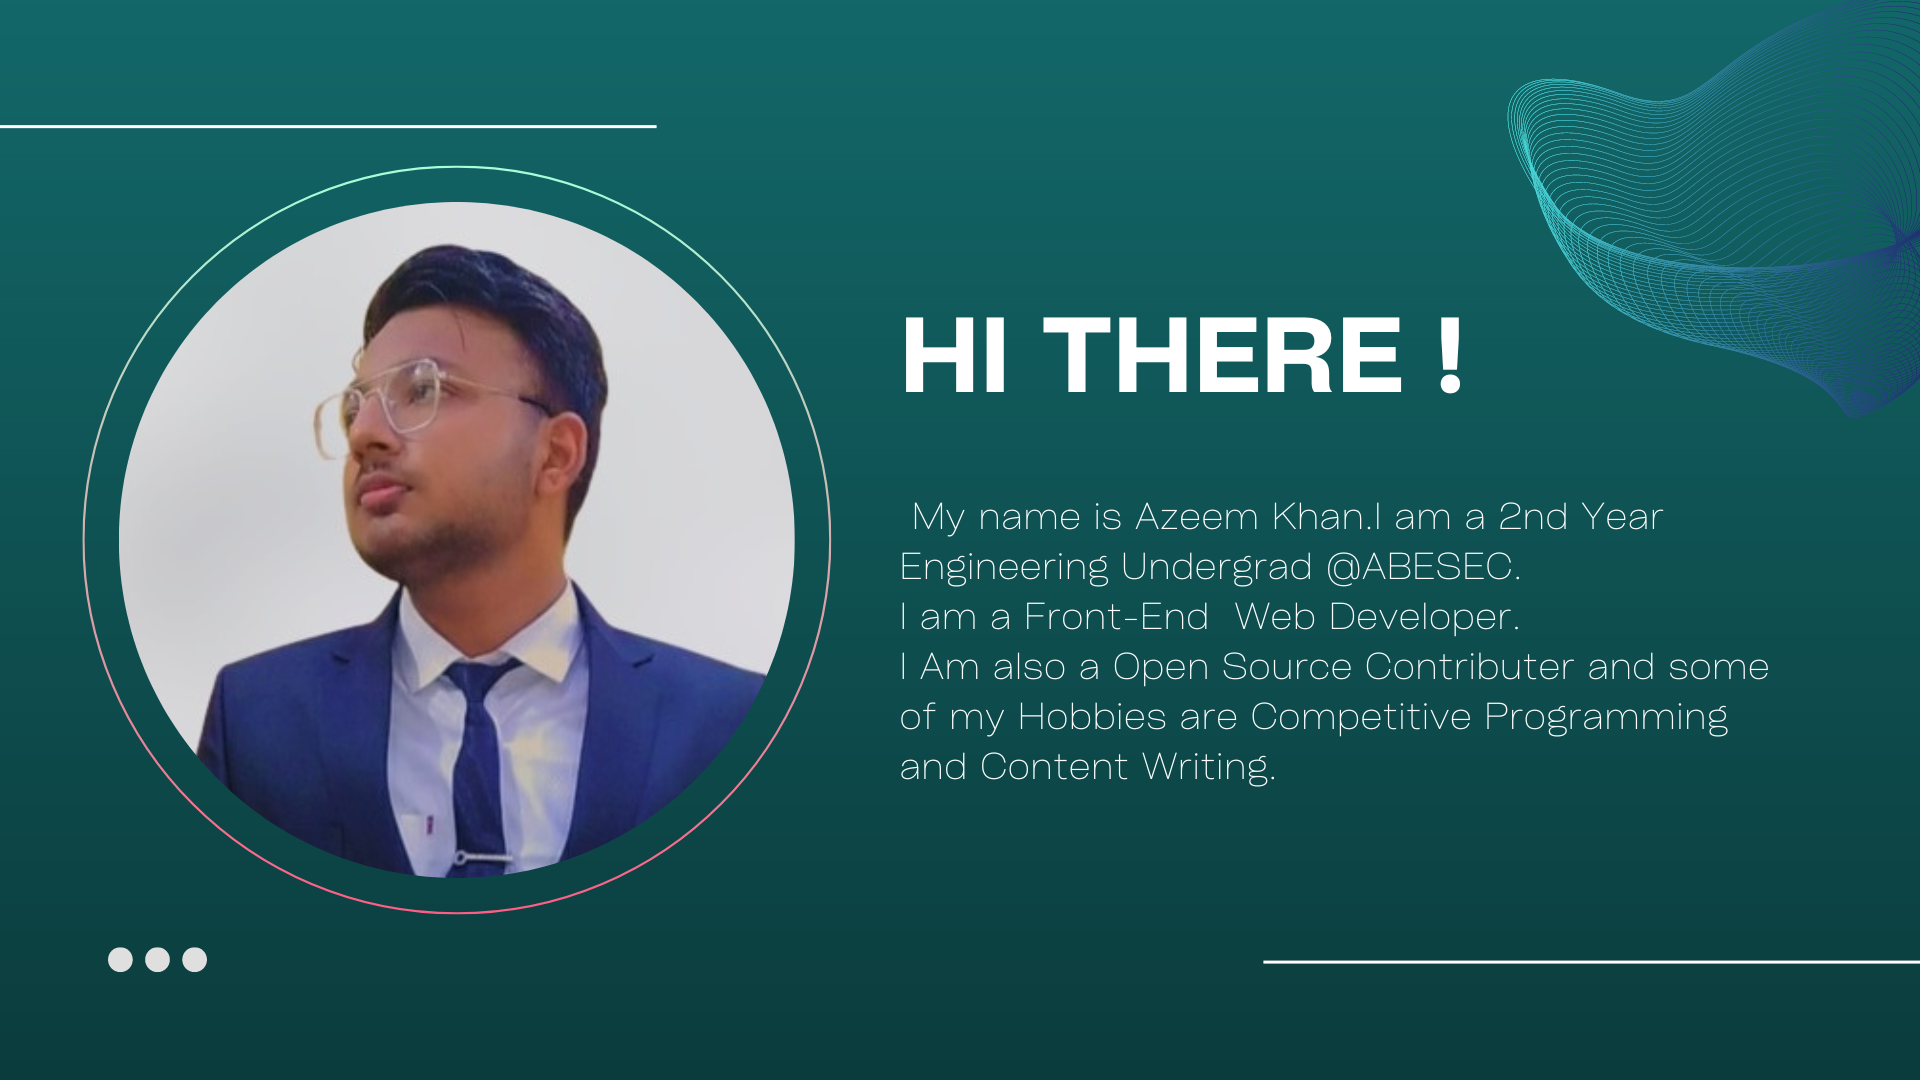 HI THERE !
My name is Azeem Khan.I am a 2nd Year
Engineering Undergrad @ABESEC.
I am a Front-End  Web Developer.
I Am also a Open Source Contributer and some
of my Hobbies are Competitive Programming
and Content Writing.